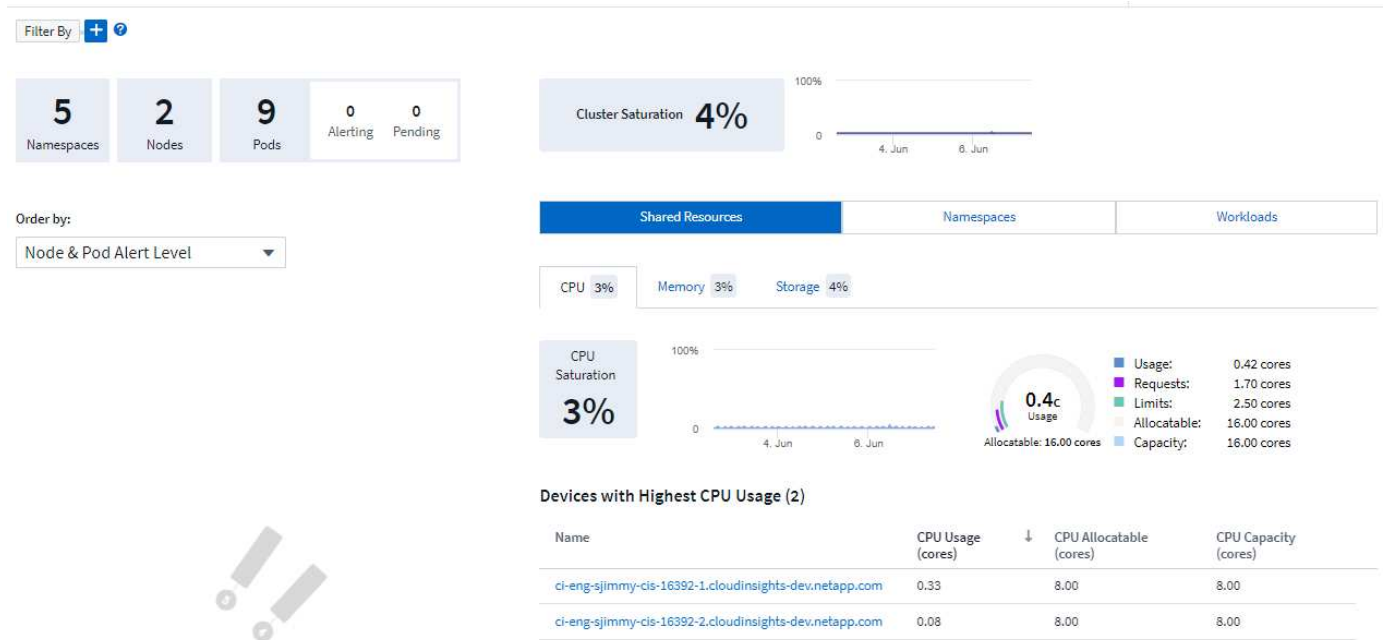 Filter By + ?
5 Namespaces
2 Nodes
9 Pods
0 Alerting
0 Pending
Cluster Saturation 4%
100%
0
4. Jun 6. Jun
Order by:
Node & Pod Alert Level
Shared Resources Namespaces Workloads
CPU 3% Memory 3% Storage 4%
CPU
Saturation
3%
100%
0
4. Jun 6. Jun
0.4c
Usage
Allocatable: 16.00 cores
Usage: 0.42 cores
Requests: 1.70 cores
Limits: 2.50 cores
Allocatable: 16.00 cores
Capacity: 16.00 cores
Devices with Highest CPU Usage (2)
Name CPU Usage (cores) ↓ CPU Allocatable (cores) CPU Capacity (cores)
ci-eng-sjimmy-cis-16392-1.cloudinsights-dev.netapp.com 0.33 8.00 8.00
ci-eng-sjimmy-cis-16392-2.cloudinsights-dev.netapp.com 0.08 8.00 8.00